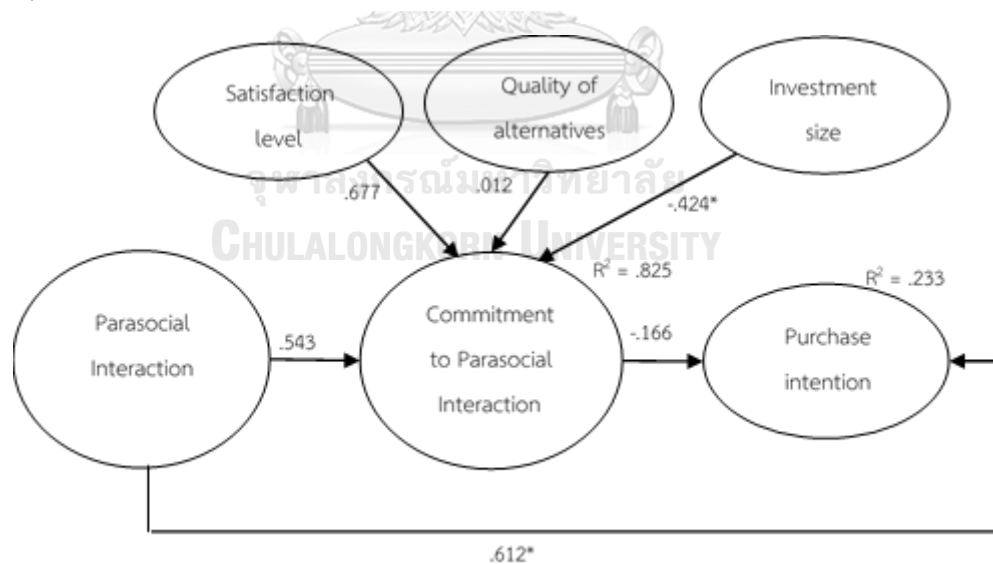 Satisfaction
level
Quality of
alternatives
Investment
size
.677
.012
-.424*
จุฬาลงกรณ์มหาวิทยาลัย
CHULALONGKORN UNIVERSITY
R² = .825
R² = .233
Parasocial
Interaction
.543
Commitment
to Parasocial
Interaction
-.166
Purchase
intention
.612*